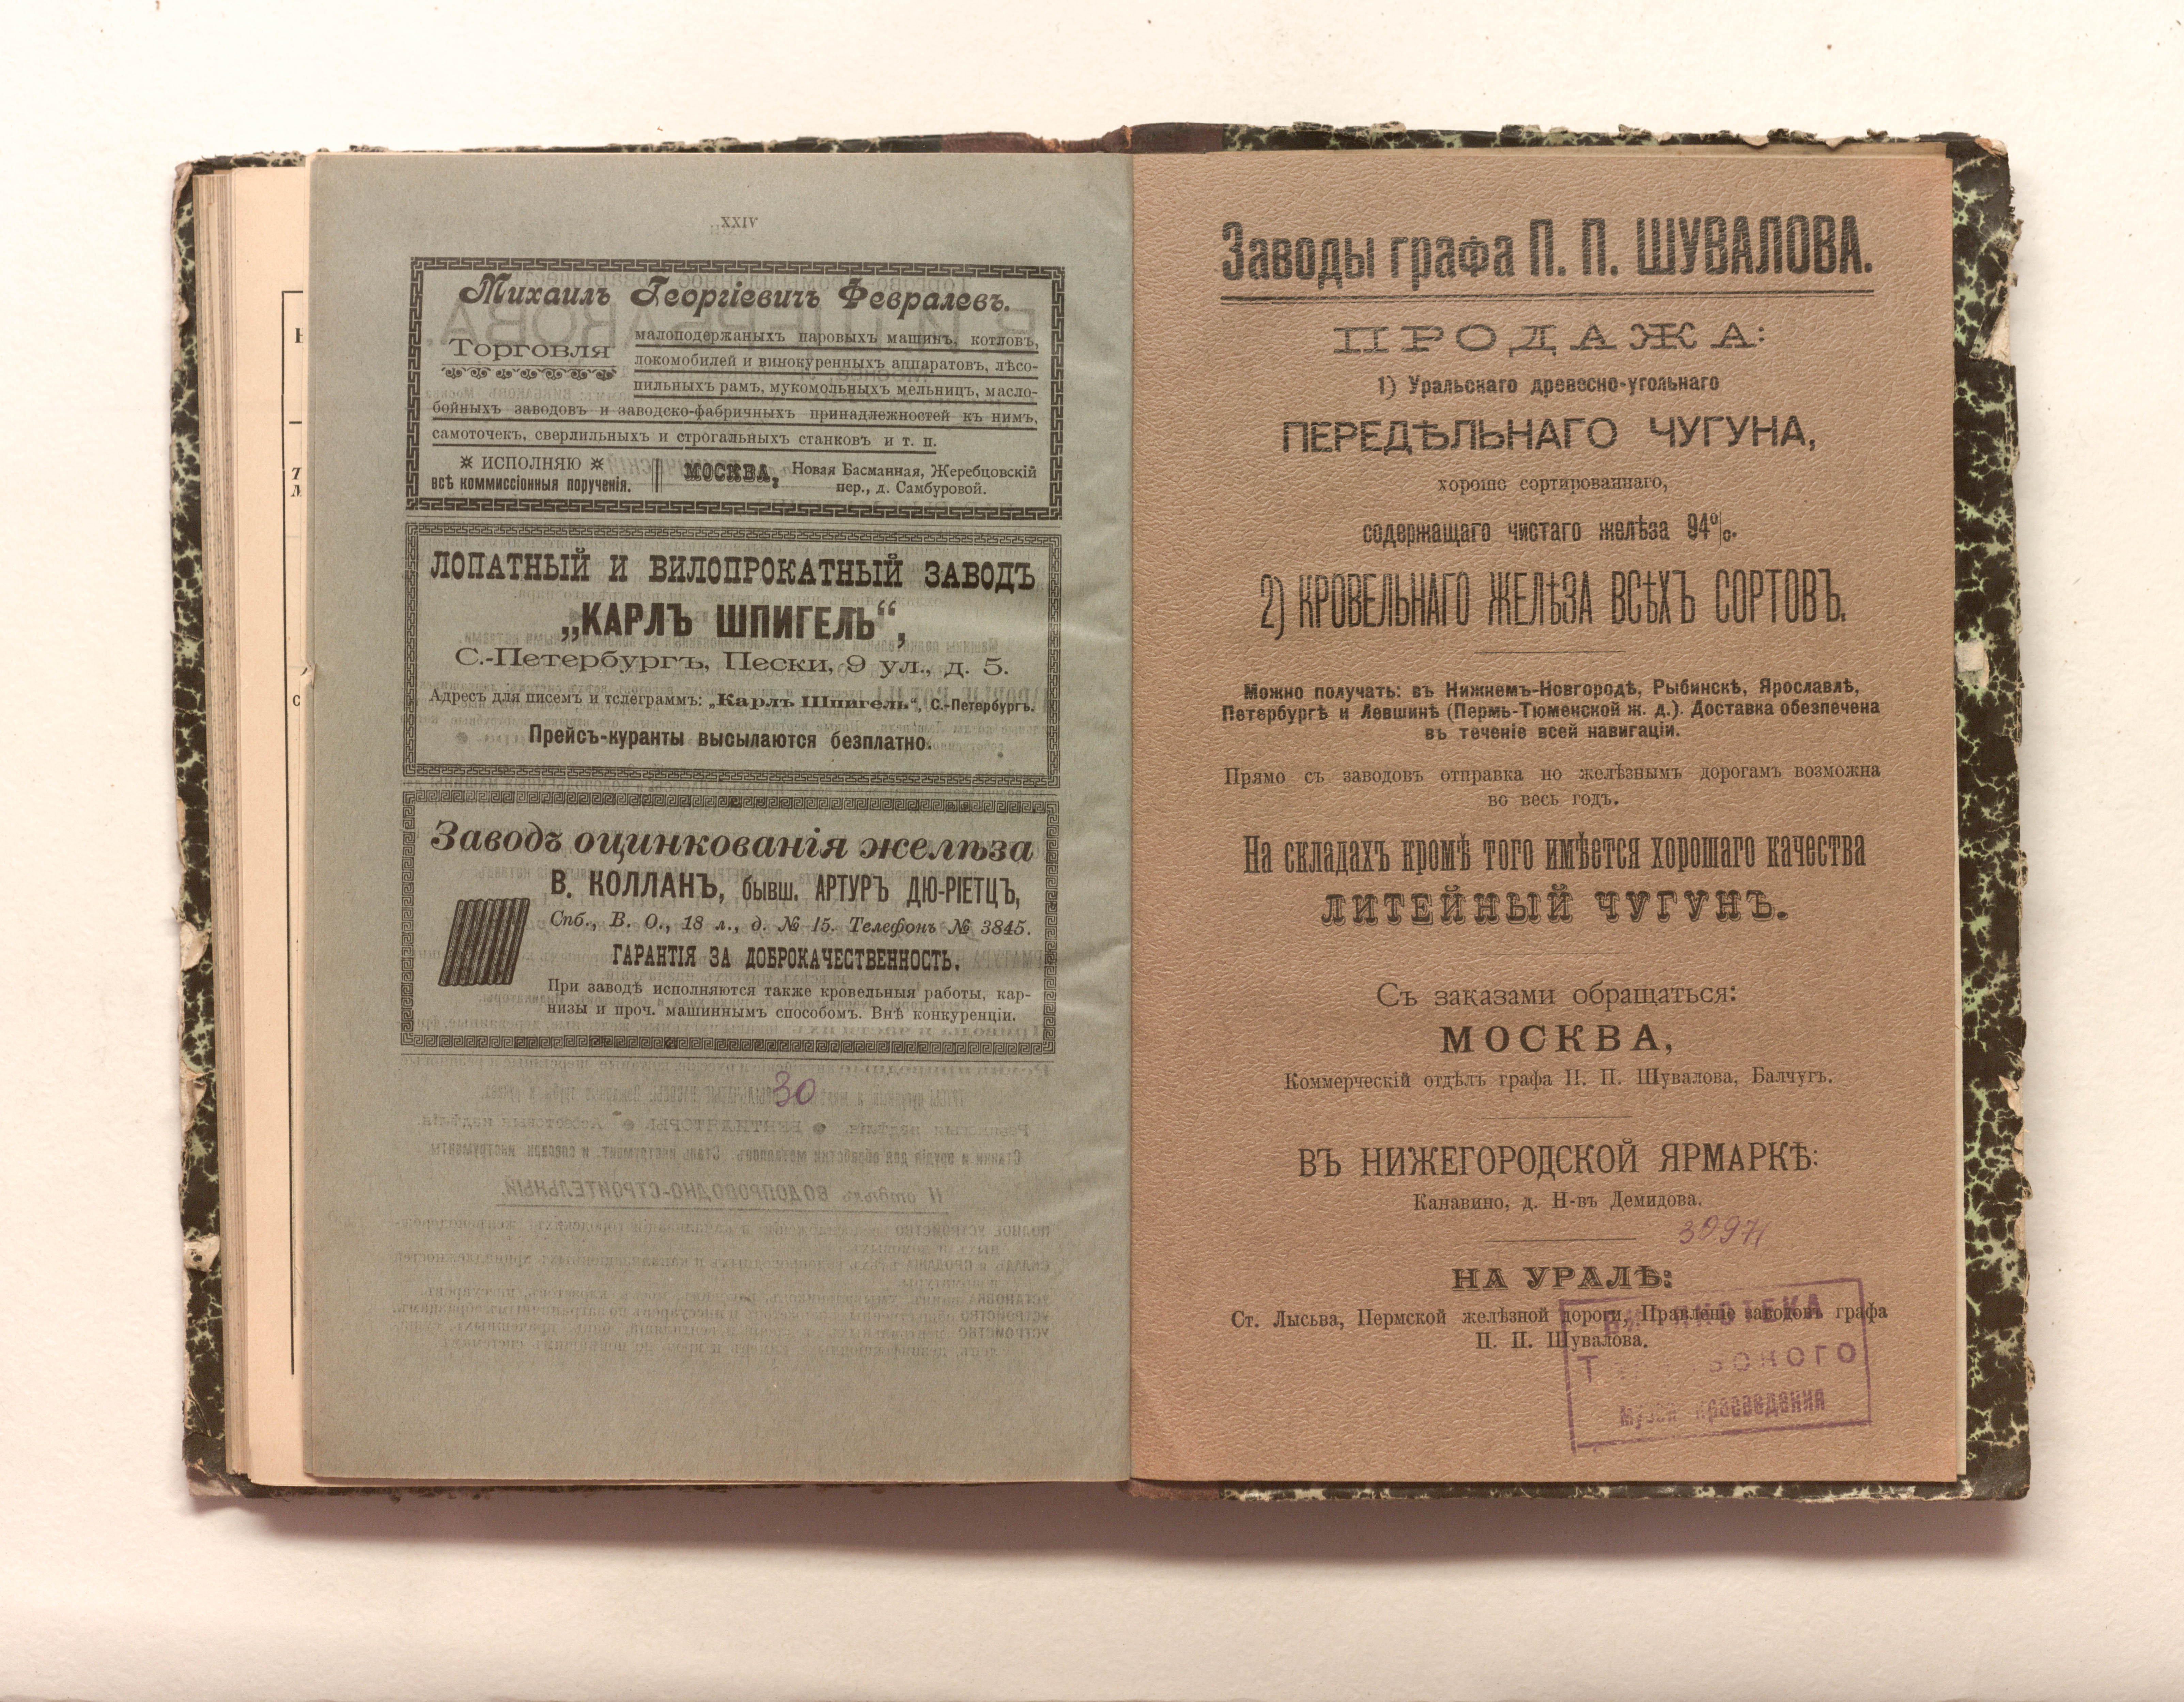 XXIV
Михаилъ Георгіевичъ Февралевъ.
Торговля
малоподержаныхъ паровыхъ машинъ, котловъ,
локомобилей и винокуренныхъ аппаратовъ, лѣсо-
пильныхъ рамъ, мукомольныхъ мельницъ, масло-
бойныхъ заводовъ и заводско-фабричныхъ принадлежностей къ нимъ,
самоточекъ, сверлильныхъ и строгальныхъ станковъ и т. п.
ИСПОЛНЯЮ
всѣ коммиссіонныя порученія.
МОСКВА,
Новая Басманная, Жеребцовскій
пер., д. Самбуровой.
ЛОПАТНЫЙ И ВИЛОПРОКАТНЫЙ ЗАВОДЪ
„КАРЛЪ ШПИГЕЛЬ“,
С.-Петербургъ, Пески, 9 ул., д. 5.
Адресъ для писемъ и телеграммъ: „Карлъ Шпигель“, С.-Петербургъ.
Прейсъ-куранты высылаются безплатно.
Заводъ оцинкованія желѣза
В. КОЛЛАНЪ, бывш. АРТУРЪ ДЮ-РІЕТЦЪ,
Спб., В. О., 18 л., д. № 15. Телефонъ № 3845.
ГАРАНТІЯ ЗА ДОБРОКАЧЕСТВЕННОСТЬ.
При заводѣ исполняются также кровельныя работы, кар-
низы и проч. машиннымъ способомъ. Внѣ конкуренціи.
30
Заводы графа П. П. ШУВАЛОВА.
ПРОДАЖА:
1) Уральскаго древесно-угольнаго
ПЕРЕДѢЛЬНАГО ЧУГУНА,
хорошо сортированнаго,
содержащаго чистаго желѣза 94%.
2) КРОВЕЛЬНАГО ЖЕЛѢЗА ВСѢХЪ СОРТОВЪ.
Можно получать: въ Нижнемъ-Новгородѣ, Рыбинскѣ, Ярославлѣ,
Петербургѣ и Левшинѣ (Пермь-Тюменской ж. д.). Доставка обезпечена
въ теченіе всей навигаціи.
Прямо съ заводовъ отправка по желѣзнымъ дорогамъ возможна
во весь годъ.
На складахъ кромѣ того имѣется хорошаго качества
ЛИТЕЙНЫЙ ЧУГУНЪ.
Съ заказами обращаться:
МОСКВА,
Коммерческій отдѣлъ графа П. П. Шувалова, Балчугъ.
ВЪ НИЖЕГОРОДСКОЙ ЯРМАРКѢ:
Канавино, д. Н-въ Демидова.
НА УРАЛѢ:
Ст. Лысьва, Пермской желѣзной дороги, Правленіе заводовъ графа
П. П. Шувалова.
БИБЛИОТЕКА
музея краеведения